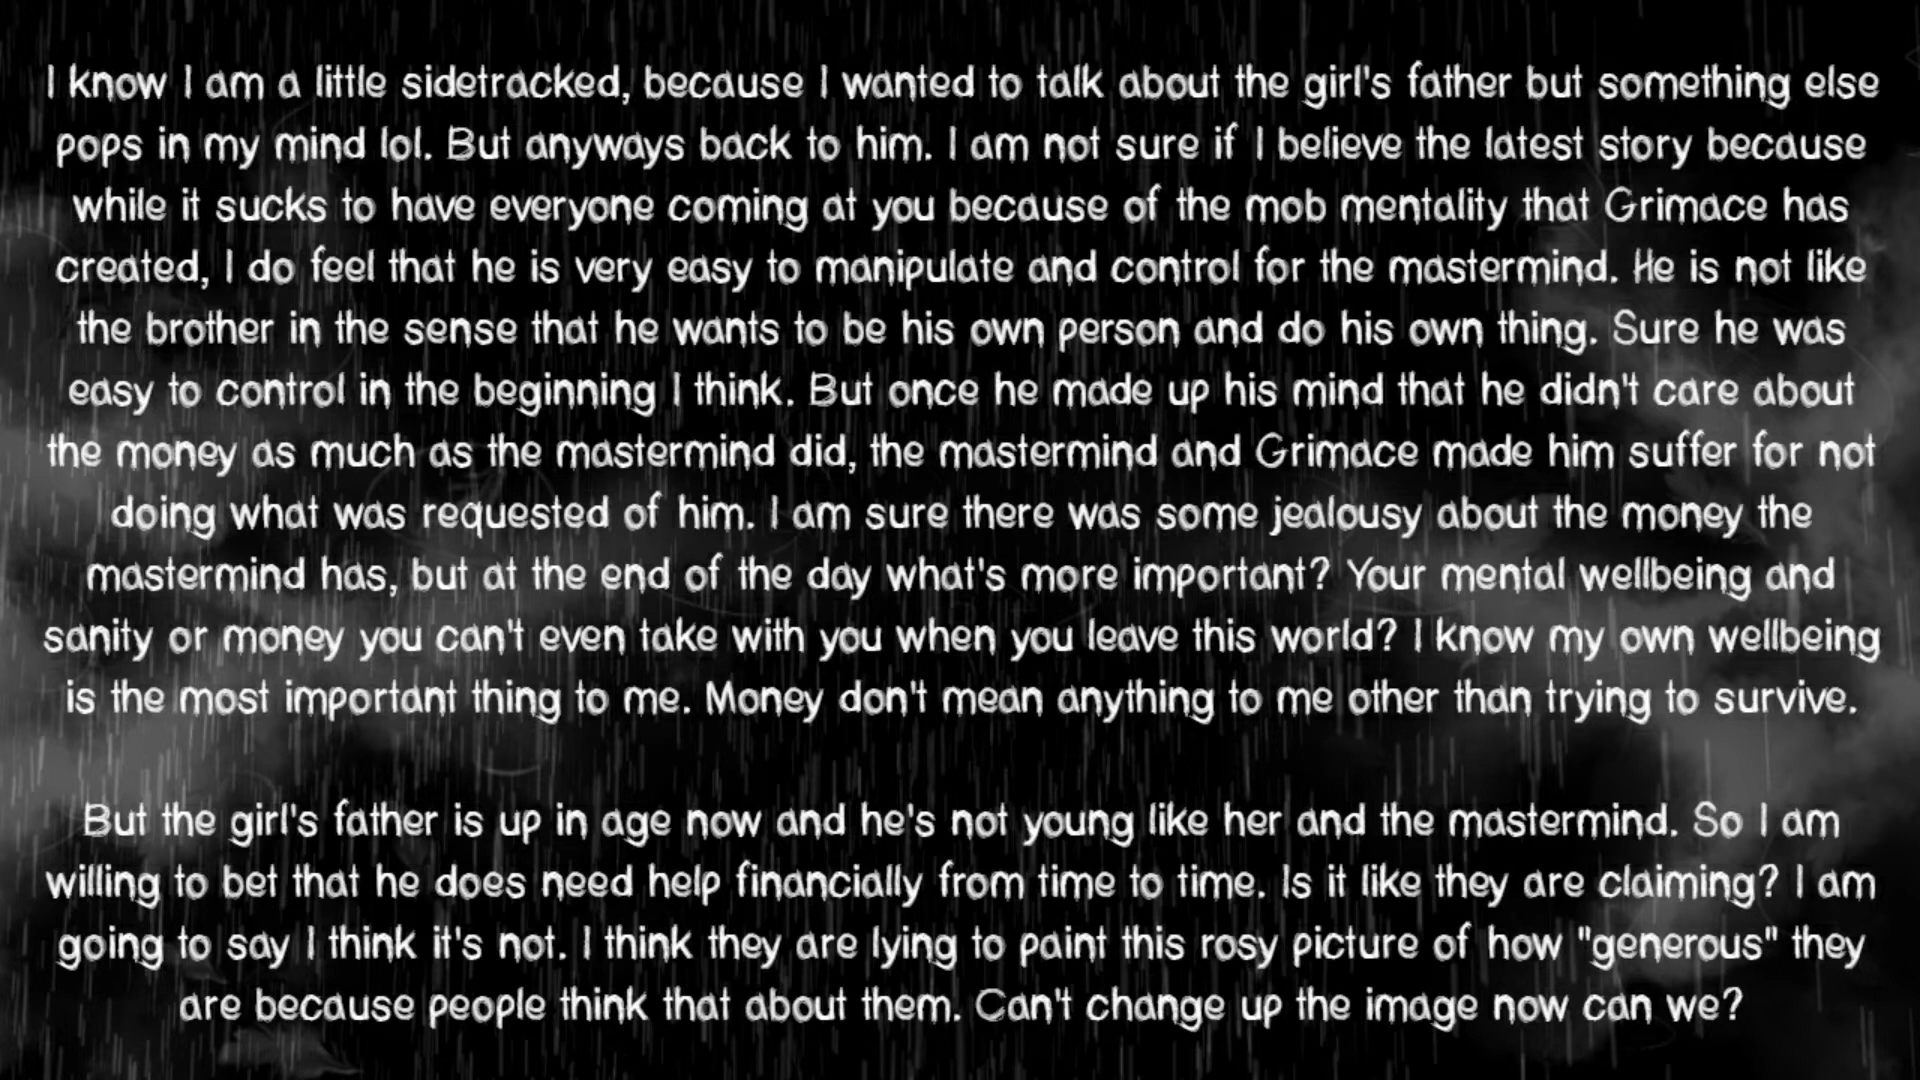 I know I am a little sidetracked, because I wanted to talk about the girl's father but something else
pops in my mind lol. But anyways back to him. I am not sure if I believe the latest story because
while it sucks to have everyone coming at you because of the mob mentality that Grimace has
created, I do feel that he is very easy to manipulate and control for the mastermind. He is not like
the brother in the sense that he wants to be his own person and do his own thing. Sure he was
easy to control in the beginning I think. But once he made up his mind that he didn't care about
the money as much as the mastermind did, the mastermind and Grimace made him suffer for not
doing what was requested of him. I am sure there was some jealousy about the money the
mastermind has, but at the end of the day what's more important? Your mental wellbeing and
sanity or money you can't even take with you when you leave this world? I know my own wellbeing
is the most important thing to me. Money don't mean anything to me other than trying to survive.
But the girl's father is up in age now and he's not young like her and the mastermind. So I am
willing to bet that he does need help financially from time to time. Is it like they are claiming? I am
going to say I think it's not. I think they are lying to paint this rosy picture of how "generous" they
are because people think that about them. Can't change up the image now can we?